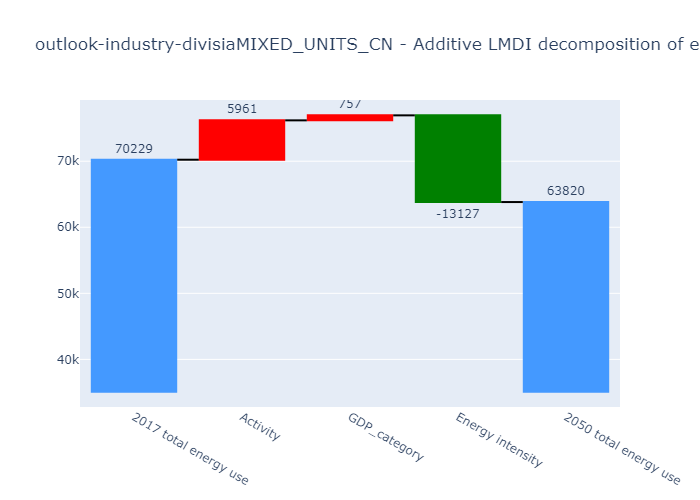 outlook-industry-divisiaMIXED_UNITS_CN - Additive LMDI decomposition of e
5961
757
70229
70k
63820
60k
-13127
50k
40k
2017 total energy use
Activity
GDP_category
Energy intensity
2050 total energy use